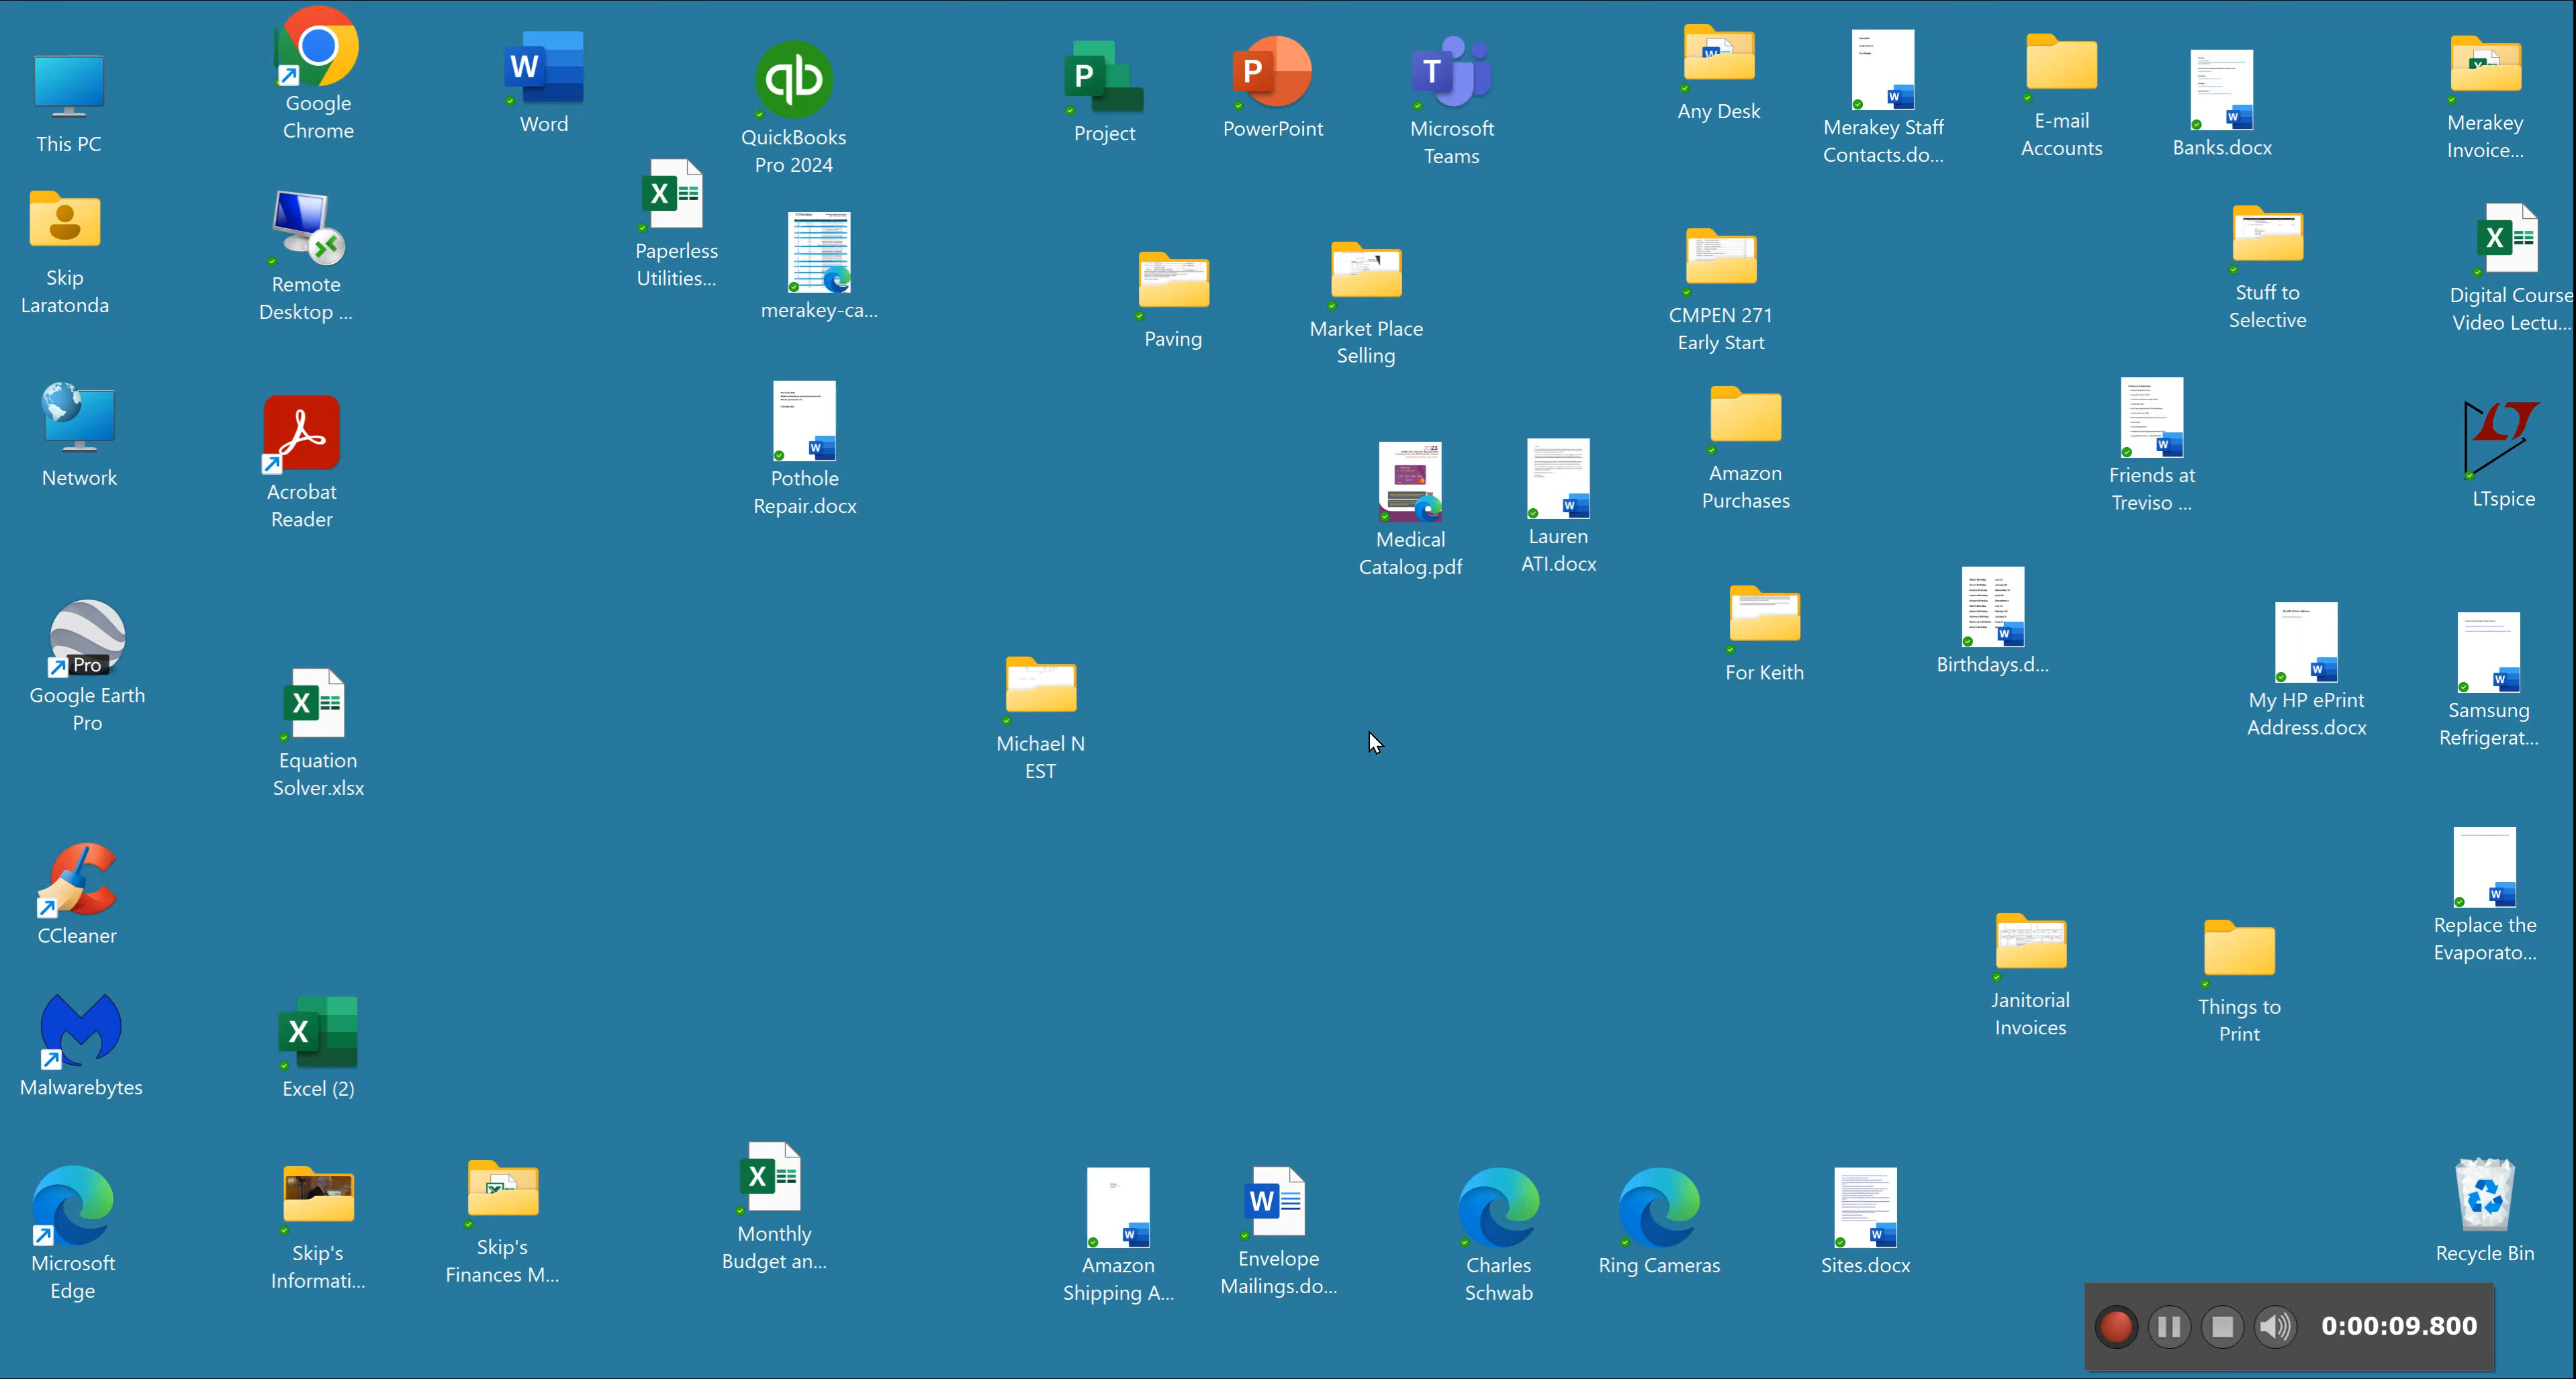 This PC
Google
Chrome
Word
QuickBooks
Pro 2024
Project
PowerPoint
Microsoft
Teams
Any Desk
Merakey Staff
Contacts.do...
E-mail
Accounts
Banks.docx
Merakey
Invoice...
Skip
Laratonda
Remote
Desktop ...
Paperless
Utilities...
merakey-ca...
Paving
Market Place
Selling
CMPEN 271
Early Start
Stuff to
Selective
Digital Course
Video Lectu...
Network
Acrobat
Reader
Pothole
Repair.docx
2023
Medical
Catalog.pdf
Lauren
ATI.docx
Amazon
Purchases
Friends at
Treviso ...
LTspice
Pro
Google Earth
Pro
Equation
Solver.xlsx
Michael N
EST
For Keith
Birthdays.d...
My HP ePrint
Address.docx
Samsung
Refrigerat...
CCleaner
Janitorial
Invoices
Things to
Print
Replace the
Evaporato...
Malwarebytes
Excel (2)
Microsoft
Edge
Skip's
Informati...
Skip's
Finances M...
Monthly
Budget an...
Amazon
Shipping A...
Envelope
Mailings.do...
Charles
Schwab
Ring Cameras
Sites.docx
Recycle Bin
0:00:09.800